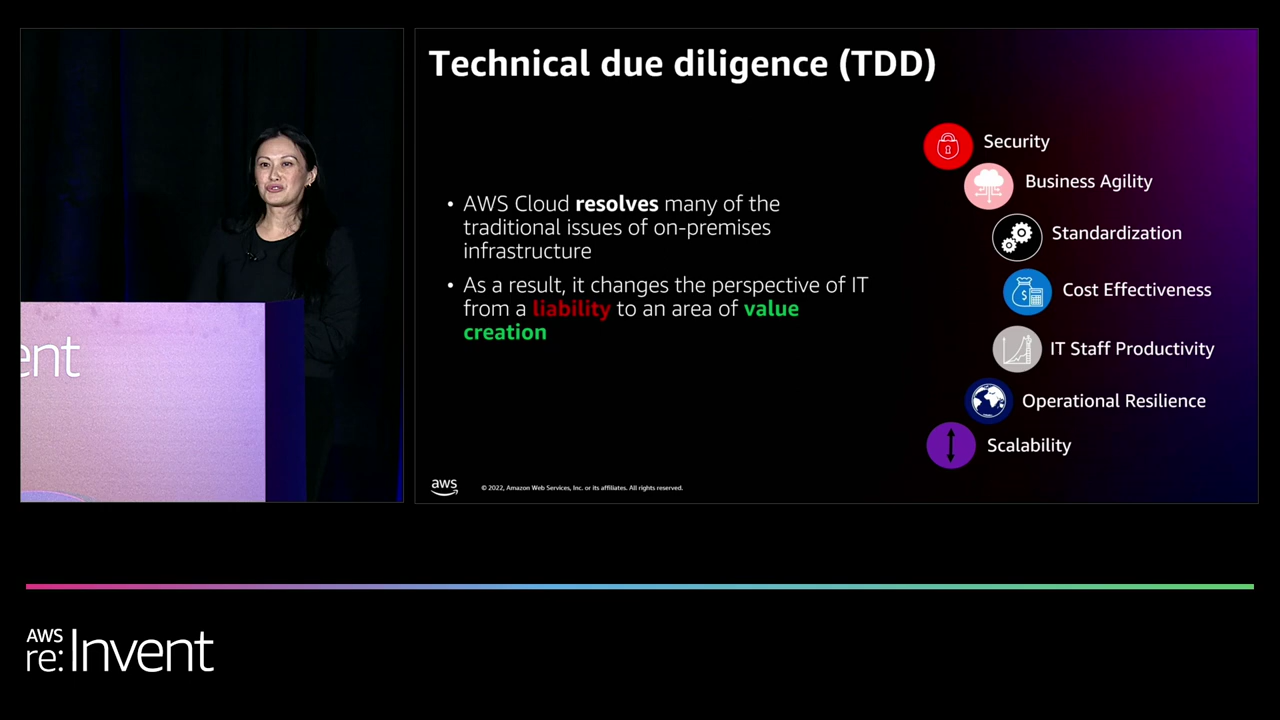 Technical due diligence (TDD)
• AWS Cloud resolves many of the
traditional issues of on-premises
infrastructure
• As a result, it changes the perspective of IT
from a liability to an area of value
creation
Security
Business Agility
Standardization
Cost Effectiveness
IT Staff Productivity
Operational Resilience
Scalability
aws
© 2022, Amazon Web Services, Inc. or its affiliates. All rights reserved.
ent
AWS
re:Invent